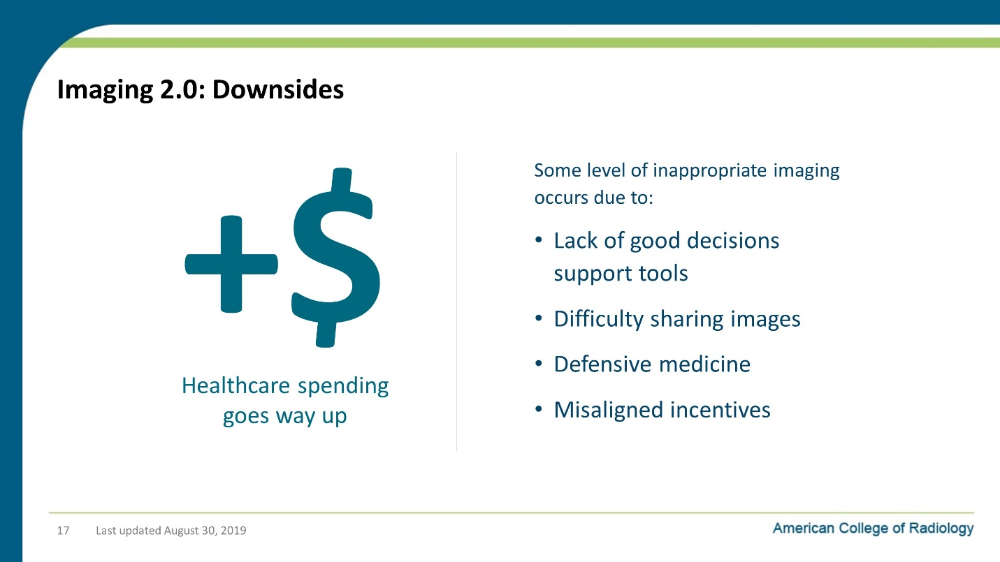 Imaging 2.0: Downsides
+$
Healthcare spending
goes way up
Some level of inappropriate imaging
occurs due to:
• Lack of good decisions
support tools
• Difficulty sharing images
• Defensive medicine
• Misaligned incentives
17 Last updated August 30, 2019
American College of Radiology